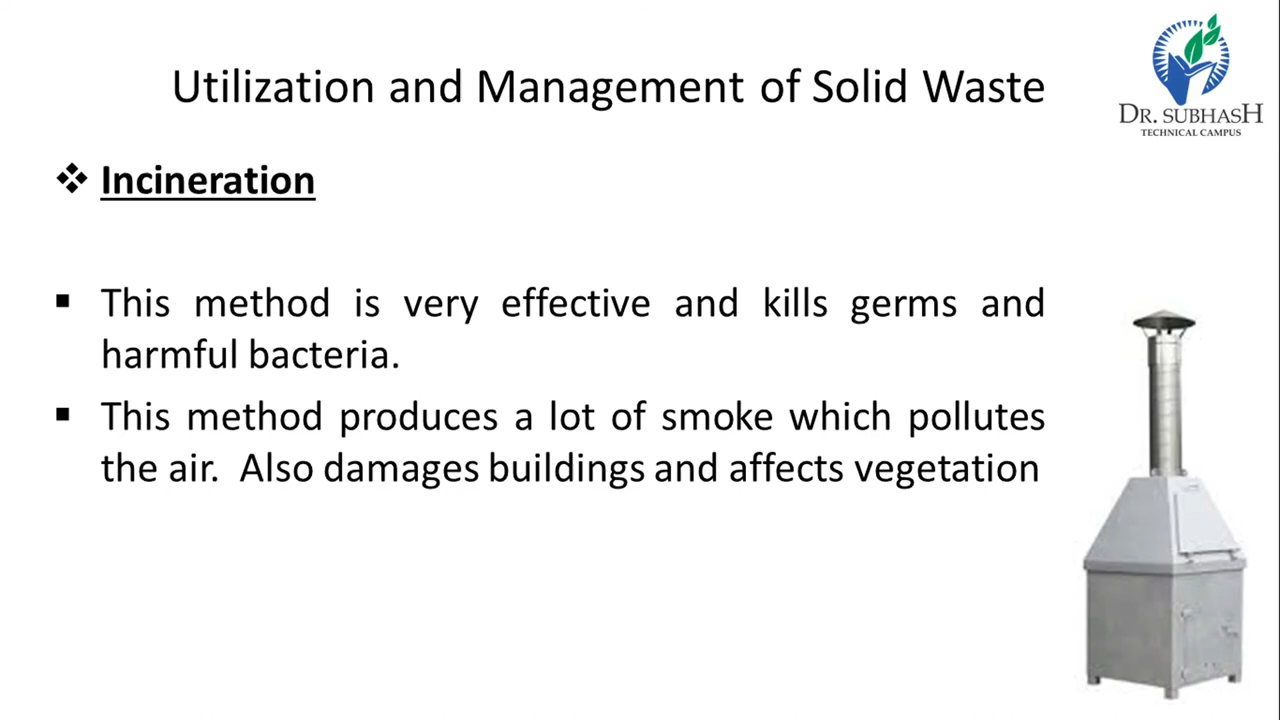 Utilization and Management of Solid Waste
DR. SUBHASH
TECHNICAL CAMPUS
❖ Incineration
▪ This method is very effective and kills germs and
harmful bacteria.
▪ This method produces a lot of smoke which pollutes
the air. Also damages buildings and affects vegetation